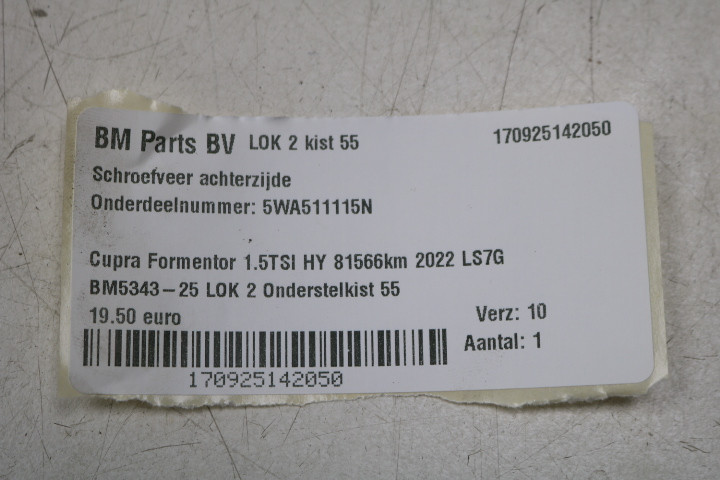 BM Parts BV LOK 2 kist 55 170925142050
Schroefveer achterzijde
Onderdeelnummer: 5WA511115N
Cupra Formentor 1.5TSI HY 81566km 2022 LS7G
BM5343-25 LOK 2 Onderstelkist 55
19.50 euro Verz: 10
Aantal: 1
170925142050